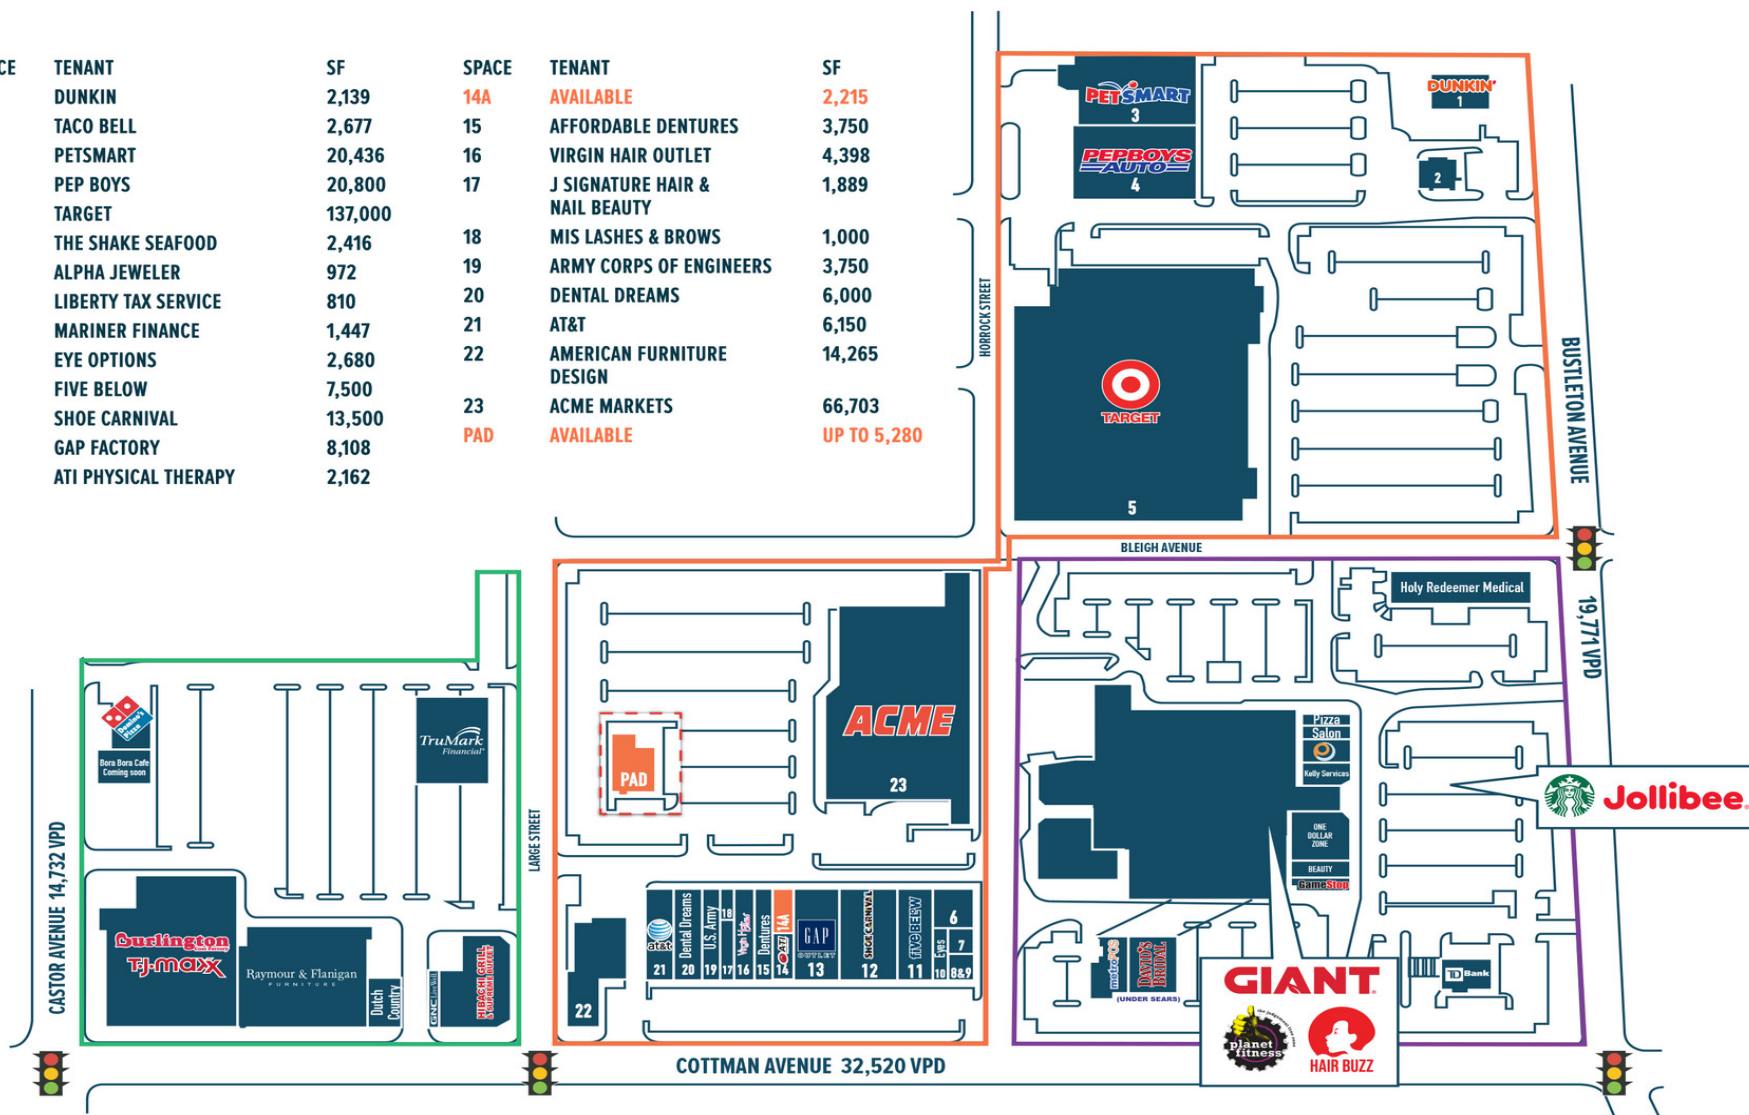 CE TENANT SF
DUNKIN 2,139
TACO BELL 2,677
PETSMART 20,436
PEP BOYS 20,800
TARGET 137,000
THE SHAKE SEAFOOD 2,416
ALPHA JEWELER 972
LIBERTY TAX SERVICE 810
MARINER FINANCE 1,447
EYE OPTIONS 2,680
FIVE BELOW 7,500
SHOE CARNIVAL 13,500
GAP FACTORY 8,108
ATI PHYSICAL THERAPY 2,162
SPACE TENANT SF
14A AVAILABLE 2,215
15 AFFORDABLE DENTURES 3,750
16 VIRGIN HAIR OUTLET 4,398
17 J SIGNATURE HAIR & 1,889
NAIL BEAUTY
18 MIS LASHES & BROWS 1,000
19 ARMY CORPS OF ENGINEERS 3,750
20 DENTAL DREAMS 6,000
21 AT&T 6,150
22 AMERICAN FURNITURE 14,265
DESIGN
23 ACME MARKETS 66,703
PAD AVAILABLE UP TO 5,280
PETSMART
3
PEPBOYS
AUTO
4
DUNKIN'
1
2
HORROCK STREET
TARGET
5
BUSTLETON AVENUE
BLEIGH AVENUE
19,771 VPD
Holy Redeemer Medical
Domino's
Pizza
Bora Bora Cafe
Coming soon
TruMark
Financial
CASTOR AVENUE 14,732 VPD
LARGE STREET
Burlington
T.J.maxx
Raymour & Flanigan
FURNITURE
Dutch
Country
GNC
HIBACHI GRILL
& SUPREME BUFFET
PAD
ACME
23
22
at&t
21
Dental Dreams
20
U.S. Army
19
18
17
Virgin Hair
16
Dentures
15
14A
ATI
14
GAP
OUTLET
13
SHOE CARNIVAL
12
five BELOW
11
Eyes
10
6
7
8&9
Pizza
Salon
Kelly Services
ONE
DOLLAR
ZONE
BEAUTY
GameStop
Starbucks
Jollibee
metroPCS
DAVID'S
BRIDAL
(UNDER SEARS)
TD Bank
GIANT
planet
fitness
HAIR BUZZ
COTTMAN AVENUE 32,520 VPD